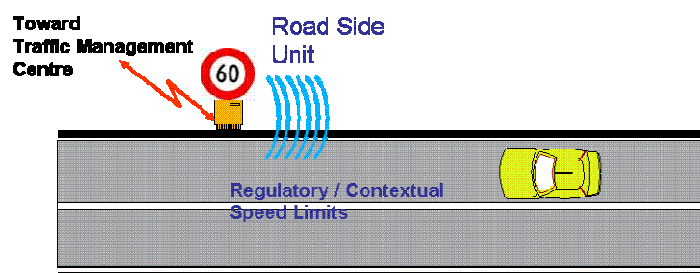 Toward
Traffic Management
Centre
Road Side
Unit
60
Regulatory / Contextual
Speed Limits